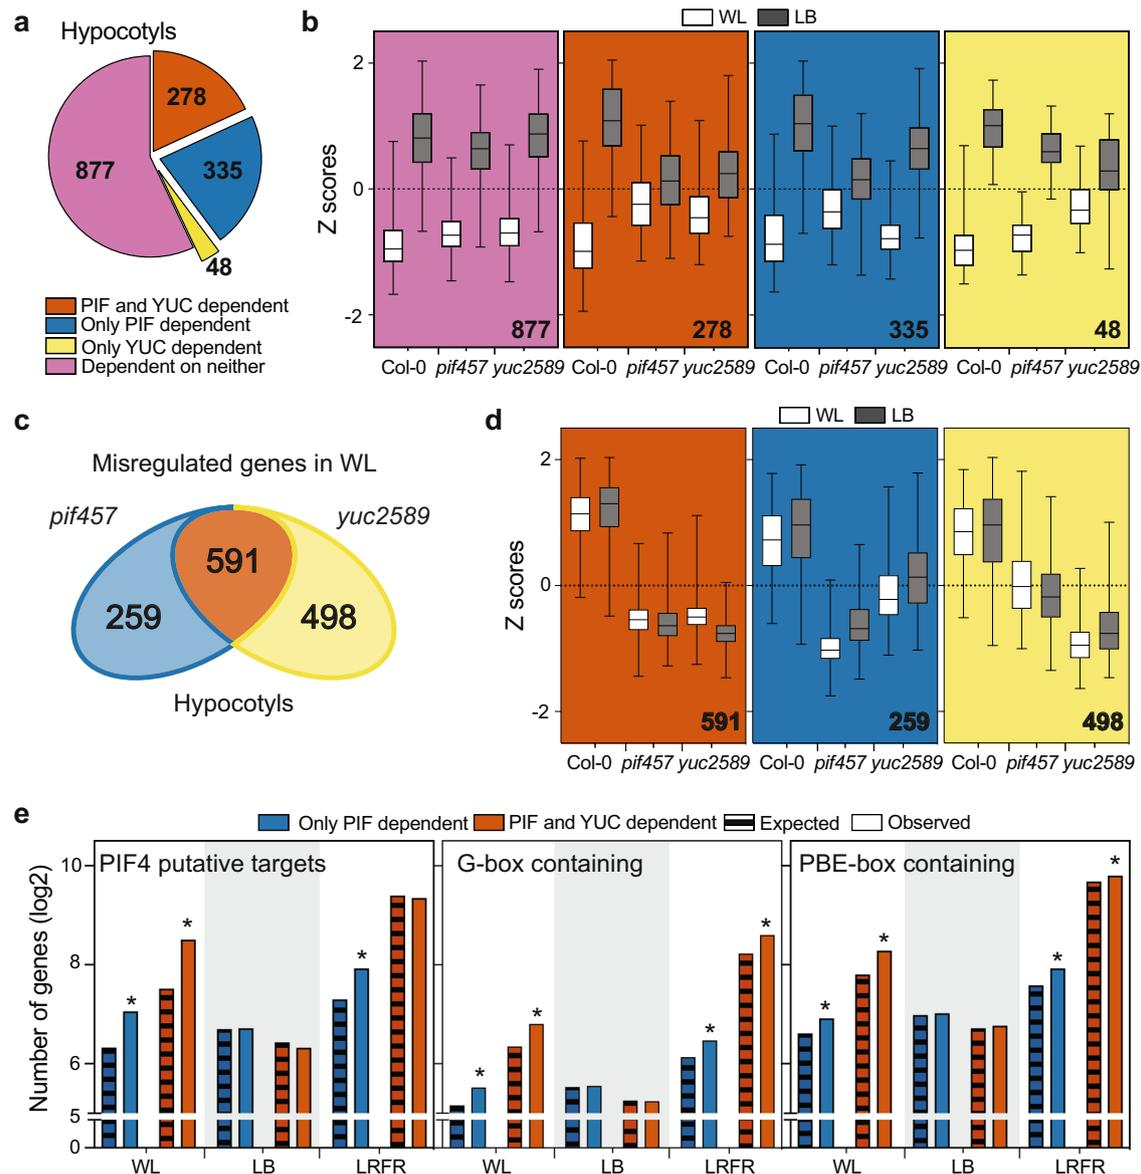 a
Hypocotyls
278
877
335
48
PIF and YUC dependent
Only PIF dependent
Only YUC dependent
Dependent on neither
b
WL LB
Z scores
2
0
-2
877
278
335
48
Col-0 pif457 yuc2589
Col-0 pif457 yuc2589
Col-0 pif457 yuc2589
Col-0 pif457 yuc2589
c
Misregulated genes in WL
pif457
yuc2589
591
259
498
Hypocotyls
d
WL LB
Z scores
2
0
-2
591
259
498
Col-0 pif457 yuc2589
Col-0 pif457 yuc2589
Col-0 pif457 yuc2589
e
Only PIF dependent PIF and YUC dependent Expected Observed
Number of genes (log2)
10
8
6
5
0
PIF4 putative targets
* * *
WL LB LRFR
G-box containing
* * * *
WL LB LRFR
PBE-box containing
* * * *
WL LB LRFR